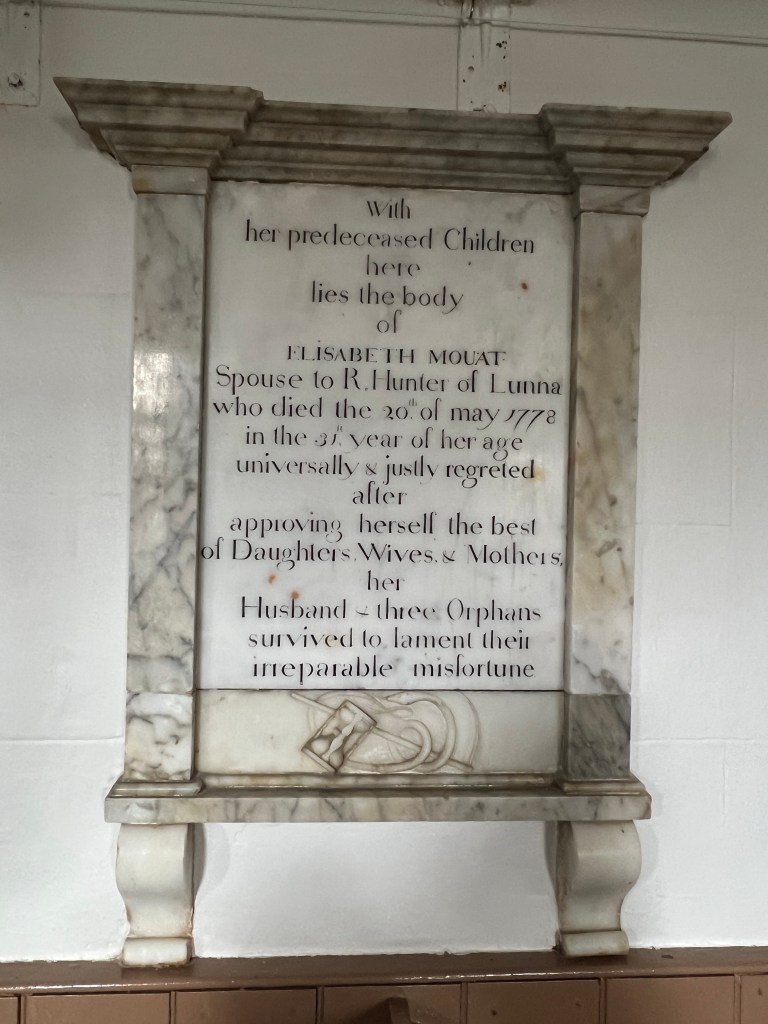 With
her predeceased Children
here
lies the body
of
ELISABETH MOUAT
Spouse to R. Hunter of Lunna
who died the 20th of may 1778
in the 31st year of her age
universally & justly regreted
after
approving herself the best
of Daughters, Wives, & Mothers,
her
Husband & three Orphans
survived to lament their
irreparable misfortune